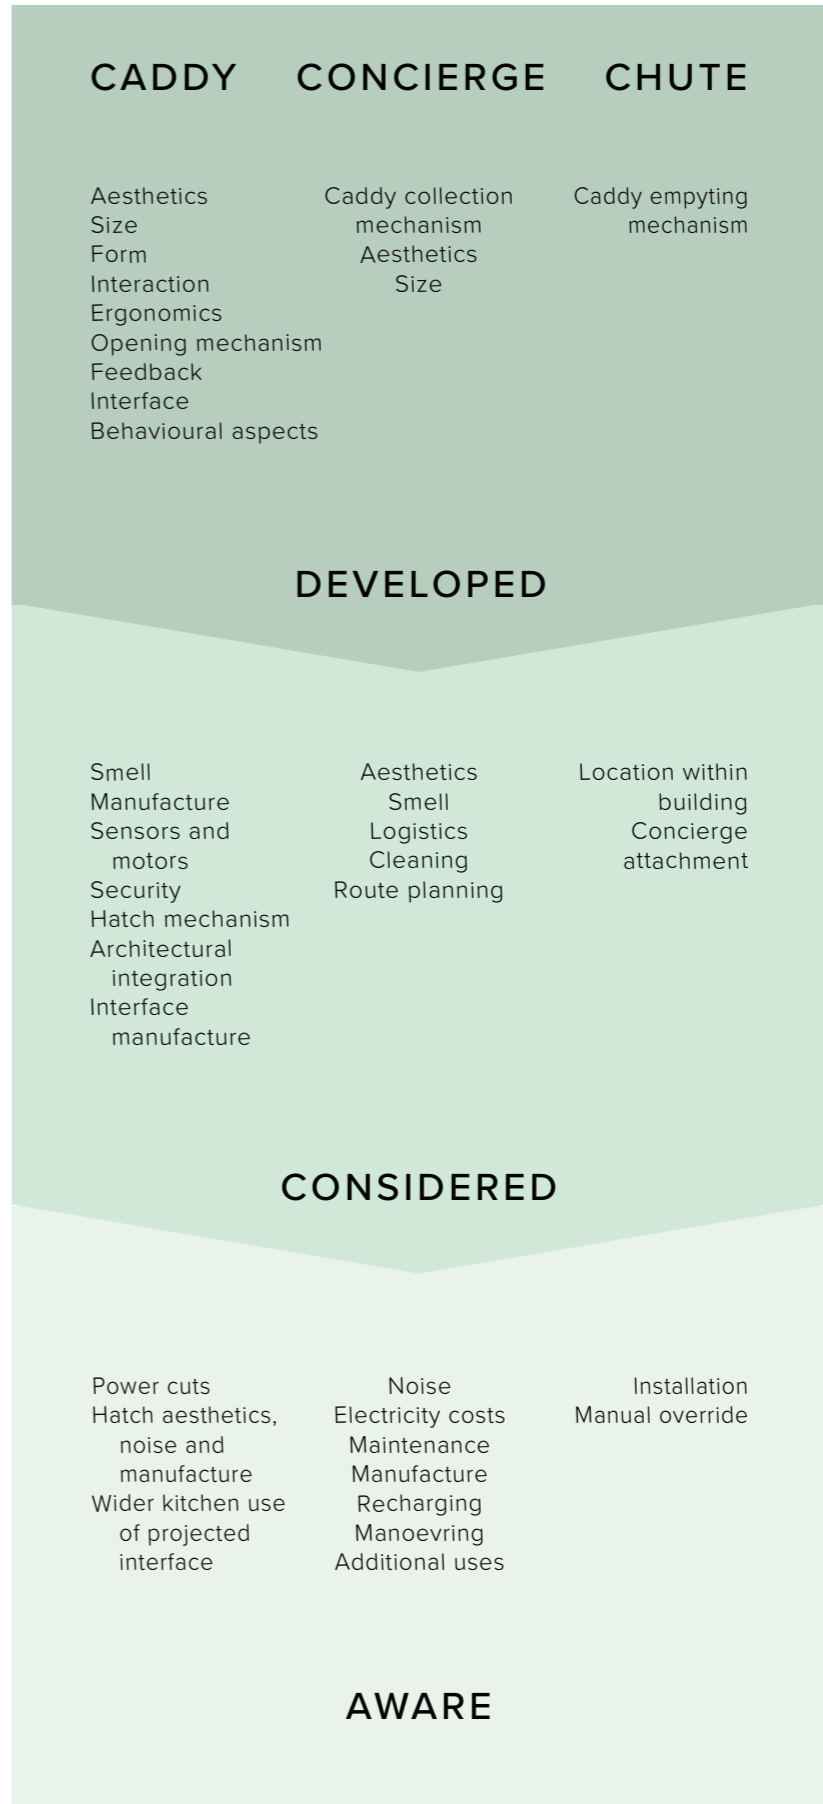 CADDY CONCIERGE CHUTE
Aesthetics
Size
Form
Interaction
Ergonomics
Opening mechanism
Feedback
Interface
Behavioural aspects
Caddy collection
mechanism
Aesthetics
Size
Caddy empyting
mechanism
DEVELOPED
Smell
Manufacture
Sensors and
motors
Security
Hatch mechanism
Architectural
integration
Interface
manufacture
Aesthetics
Smell
Logistics
Cleaning
Route planning
Location within
building
Concierge
attachment
CONSIDERED
Power cuts
Hatch aesthetics,
noise and
manufacture
Wider kitchen use
of projected
interface
Noise
Electricity costs
Maintenance
Manufacture
Recharging
Manoevring
Additional uses
Installation
Manual override
AWARE